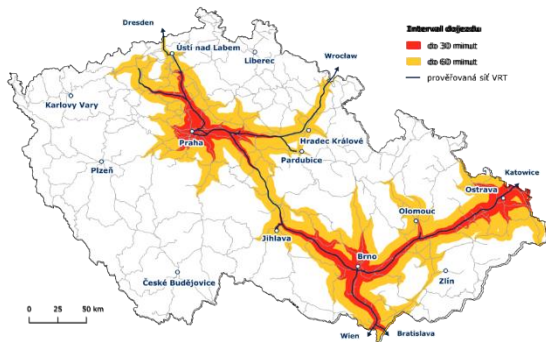 Dresden
Ústí nad Labem
Liberec
Wrocław
Karlovy Vary
Praha
Hradec Králové
Pardubice
Plzeň
Katowice
Ostrava
Olomouc
Jihlava
Brno
Zlín
České Budějovice
Wien
Bratislava
Interval dojezdu
do 30 minut
do 60 minut
prověřovaná síť VRT
0 25 50 km